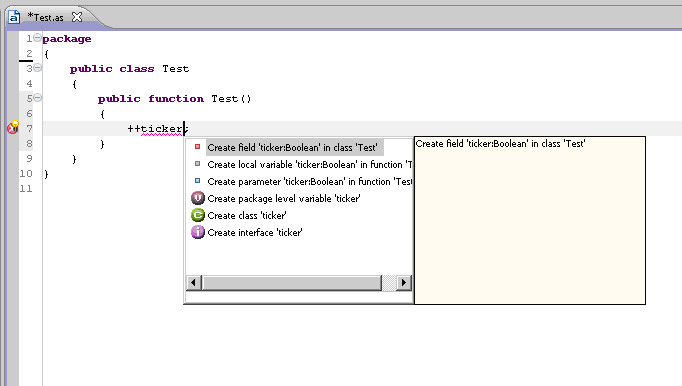 *Test.as
1 package
2 {
3 public class Test
4 {
5 public function Test()
6 {
7 ++ticker;
8 }
9 }
10 }
11
Create field 'ticker:Boolean' in class 'Test'
Create local variable 'ticker:Boolean' in function 'T
Create parameter 'ticker:Boolean' in function 'Test
Create package level variable 'ticker'
Create class 'ticker'
Create interface 'ticker'
Create field 'ticker:Boolean' in class 'Test'